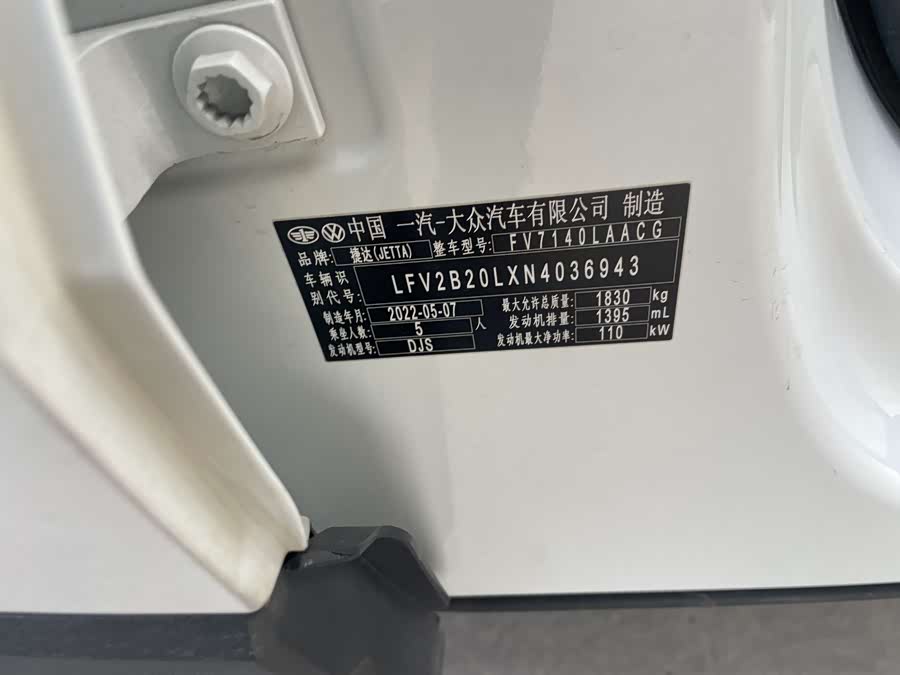 中国 一汽-大众汽车有限公司 制造
品牌: 捷达(JETTA) 整车型号: FV7140LAACG
车辆识别代号: LFV2B20LXN4036943
制造年月: 2022-05-07 最大允许总质量: 1830 kg
乘坐人数: 5 人 发动机排量: 1395 mL
发动机型号: DJS 发动机最大净功率: 110 kW